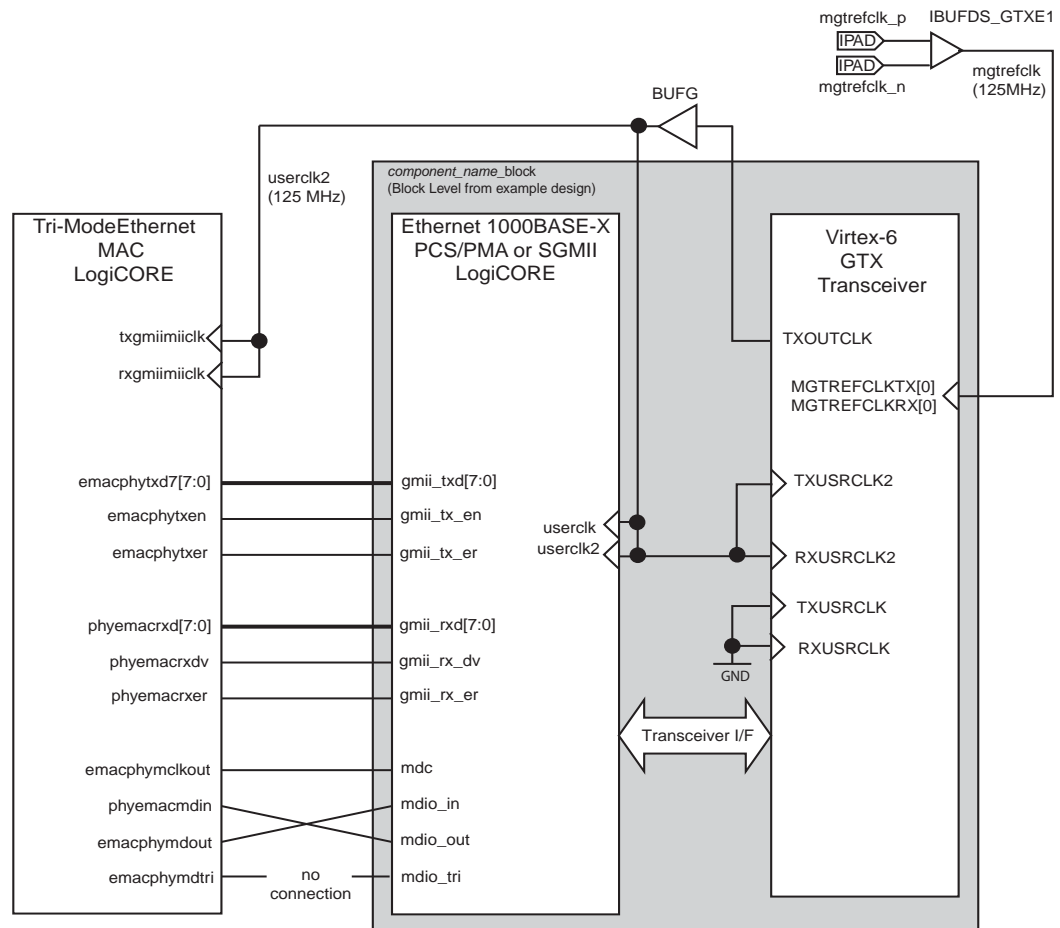 mgtrefclk_p
IBUFDS_GTXE1
IPAD
IPAD
mgtrefclk_n
mgtrefclk
(125MHz)
BUFG
userclk2
(125 MHz)
component_name_block
(Block Level from example design)
Tri-ModeEthernet
MAC
LogiCORE
Ethernet 1000BASE-X
PCS/PMA or SGMII
LogiCORE
Virtex-6
GTX
Transceiver
txgmiimiiclk
rxgmiimiiclk
TXOUTCLK
MGTREFCLKTX[0]
MGTREFCLKRX[0]
emacphytxd7[7:0]
gmii_txd[7:0]
TXUSRCLK2
emacphytxen
gmii_tx_en
userclk
emacphytxer
gmii_tx_er
userclk2
RXUSRCLK2
TXUSRCLK
phyemacrxd[7:0]
gmii_rxd[7:0]
RXUSRCLK
phyemacrxdv
gmii_rx_dv
GND
phyemacrxer
gmii_rx_er
Transceiver I/F
emacphymclkout
mdc
phyemacmdin
mdio_in
emacphymdout
mdio_out
emacphymdtri
no
connection
mdio_tri